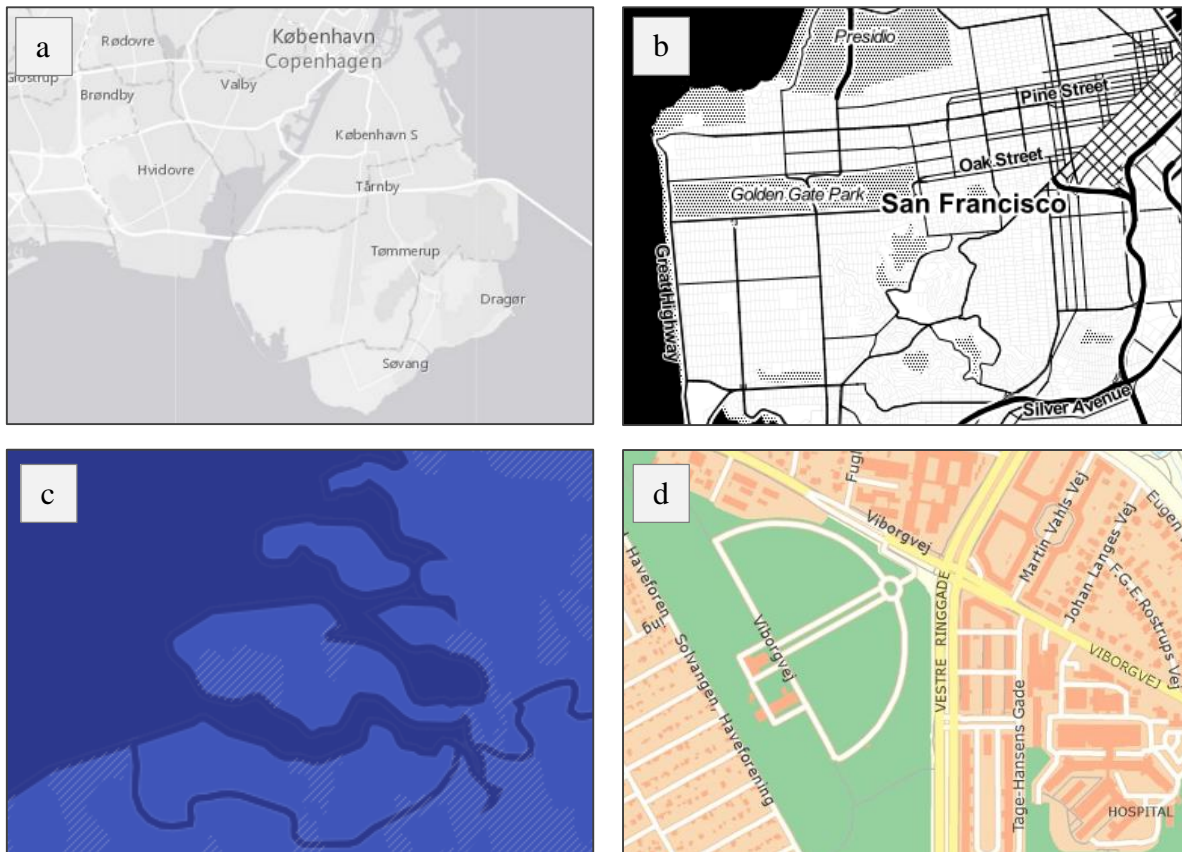 a
København
Copenhagen
Rødovre
Glostrup
Valby
Brøndby
København S
Hvidovre
Tårnby
Tømmerup
Dragør
Søvang
b
Presidio
Pine Street
Oak Street
Golden Gate Park
San Francisco
Great Highway
Silver Avenue
c
d
Fugl
Viborgvej
Martin Vahls Vej
Eugen
Johan Langes Vej
F.G.E.Rostrups Vej
Haveforening
Viborgvej
VESTRE RINGGADE
Solvangen, Haveforening
VIBORGVEJ
Tage-Hansens Gade
HOSPITAL